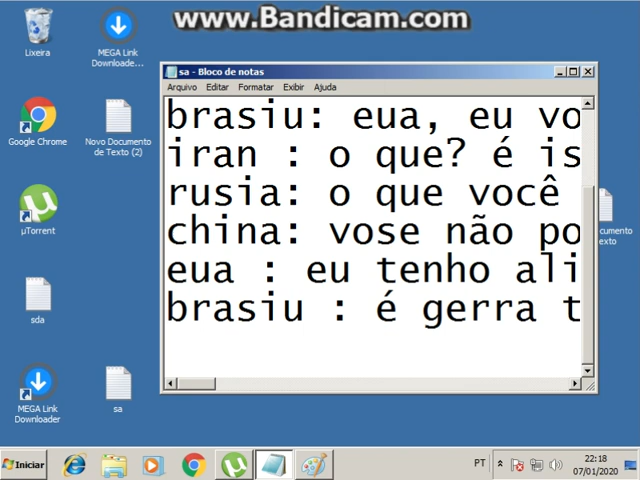 www.Bandicam.com
Lixeira
MEGA Link
Downloade...
sa - Bloco de notas
Arquivo Editar Formatar Exibir Ajuda
brasiu: eua, eu vo
iran : o que? é is
rusia: o que você
china: vose não po
eua : eu tenho ali
brasiu : é gerra t
Google Chrome
Novo Documento
de Texto (2)
µTorrent
cumento
exto
sda
MEGA Link
Downloader
sa
Iniciar
PT
22:18
07/01/2020